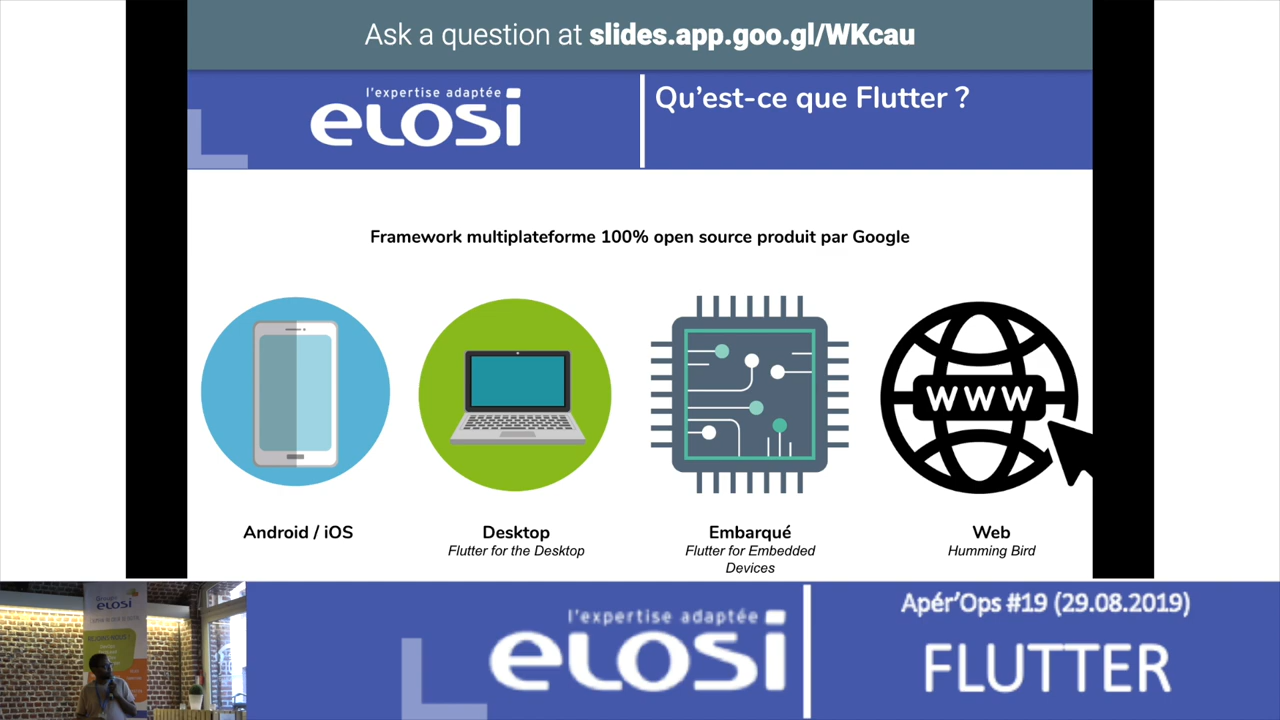 Ask a question at slides.app.goo.gl/WKcau
l'expertise adaptée
eLOSi
Qu'est-ce que Flutter ?
Framework multiplateforme 100% open source produit par Google
WWW
Android / iOS
Desktop
Flutter for the Desktop
Embarqué
Flutter for Embedded
Devices
Web
Humming Bird
eLOSi
l'expertise adaptée
eLOSi
Apér'Ops #19 (29.08.2019)
FLUTTER